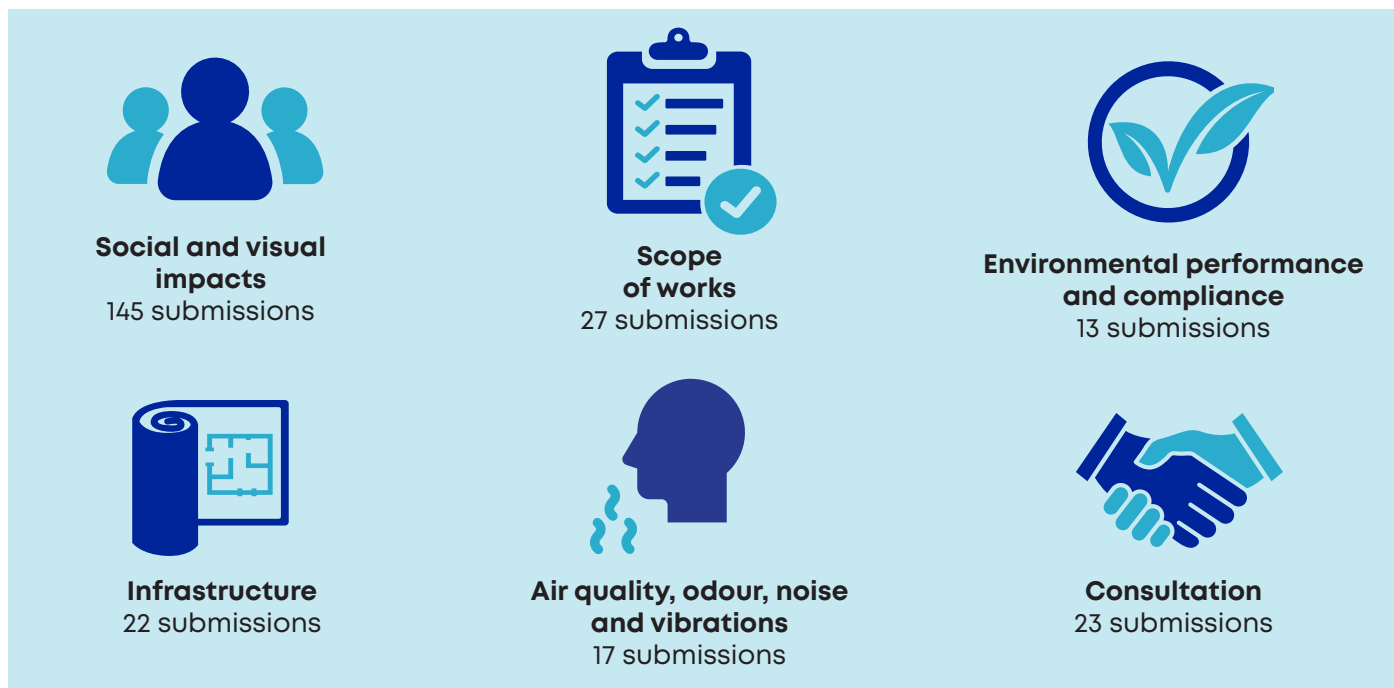 Social and visual
impacts
145 submissions
Scope
of works
27 submissions
Environmental performance
and compliance
13 submissions
Infrastructure
22 submissions
Air quality, odour, noise
and vibrations
17 submissions
Consultation
23 submissions